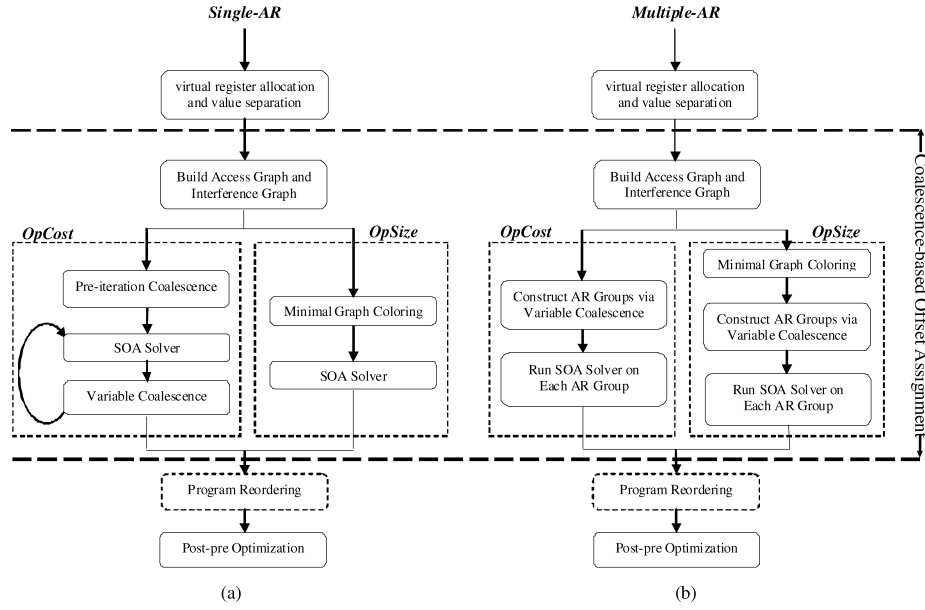 Single-AR
virtual register allocation
and value separation
Build Access Graph and
Interference Graph
OpCost
OpSize
Pre-iteration Coalescence
SOA Solver
Variable Coalescence
Minimal Graph Coloring
SOA Solver
Program Reordering
Post-pre Optimization
(a)
Multiple-AR
virtual register allocation
and value separation
Build Access Graph and
Interference Graph
OpCost
OpSize
Construct AR Groups via
Variable Coalescence
Run SOA Solver on
Each AR Group
Minimal Graph Coloring
Construct AR Groups via
Variable Coalescence
Run SOA Solver on
Each AR Group
Program Reordering
Post-pre Optimization
(b)
Coalescence-based Offset Assignment